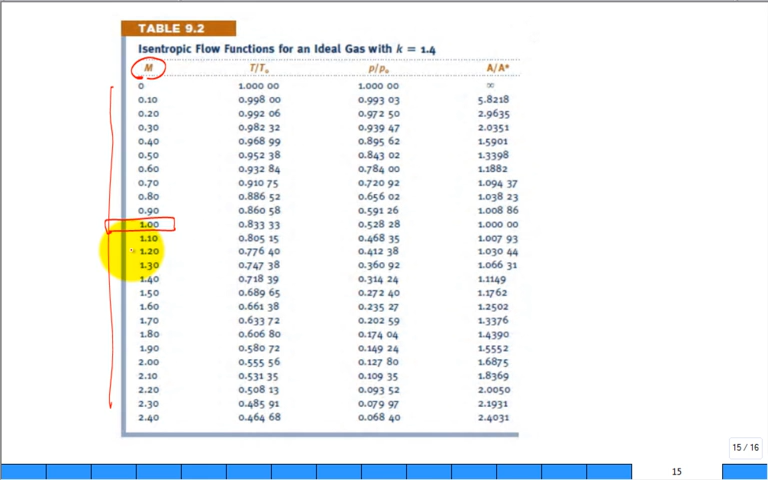 TABLE 9.2
Isentropic Flow Functions for an Ideal Gas with k = 1.4
M T/Tₒ p/pₒ A/A*
0 1.000 00 1.000 00 ∞
0.10 0.998 00 0.993 03 5.8218
0.20 0.992 06 0.972 50 2.9635
0.30 0.982 32 0.939 47 2.0351
0.40 0.968 99 0.895 62 1.5901
0.50 0.952 38 0.843 02 1.3398
0.60 0.932 84 0.784 00 1.1882
0.70 0.910 75 0.720 92 1.094 37
0.80 0.886 52 0.656 02 1.038 23
0.90 0.860 58 0.591 26 1.008 86
1.00 0.833 33 0.528 28 1.000 00
1.10 0.805 15 0.468 35 1.007 93
1.20 0.776 40 0.412 38 1.030 44
1.30 0.747 38 0.360 92 1.066 31
1.40 0.718 39 0.314 24 1.1149
1.50 0.689 65 0.272 40 1.1762
1.60 0.661 38 0.235 27 1.2502
1.70 0.633 72 0.202 59 1.3376
1.80 0.606 80 0.174 04 1.4390
1.90 0.580 72 0.149 24 1.5552
2.00 0.555 56 0.127 80 1.6875
2.10 0.531 35 0.109 35 1.8369
2.20 0.508 13 0.093 52 2.0050
2.30 0.485 91 0.079 97 2.1931
2.40 0.464 68 0.068 40 2.4031
15 / 16
15